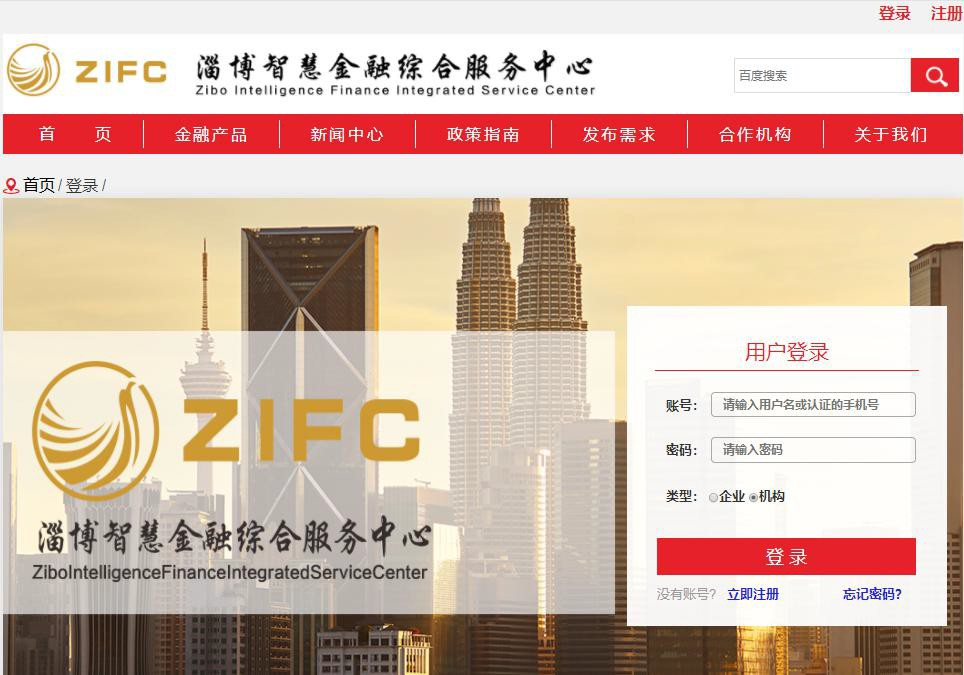 登录 注册
ZIFC 淄博智慧金融综合服务中心
Zibo Intelligence Finance Integrated Service Center
百度搜索
首 页 金融产品 新闻中心 政策指南 发布需求 合作机构 关于我们
首页 / 登录 /
用户登录
账号： 请输入用户名或认证的手机号
密码： 请输入密码
类型： 企业 机构
登 录
没有账号? 立即注册 忘记密码?
ZIFC
淄博智慧金融综合服务中心
ZiboIntelligenceFinanceIntegratedServiceCenter